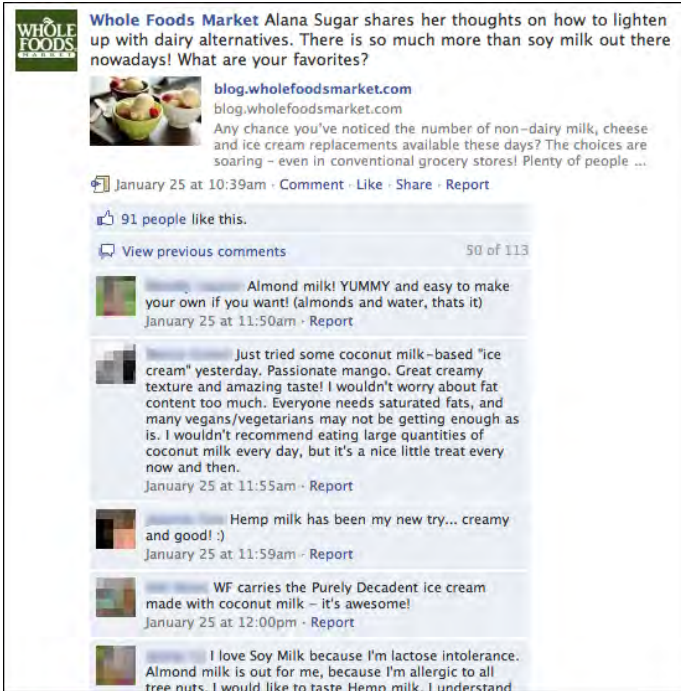 WHOLE
FOODS
MARKET
Whole Foods Market Alana Sugar shares her thoughts on how to lighten
up with dairy alternatives. There is so much more than soy milk out there
nowadays! What are your favorites?
blog.wholefoodsmarket.com
blog.wholefoodsmarket.com
Any chance you've noticed the number of non-dairy milk, cheese
and ice cream replacements available these days? The choices are
soaring - even in conventional grocery stores! Plenty of people ...
January 25 at 10:39am · Comment · Like · Share · Report
91 people like this.
View previous comments 50 of 113
Almond milk! YUMMY and easy to make
your own if you want! (almonds and water, thats it)
January 25 at 11:50am · Report
Just tried some coconut milk-based "ice
cream" yesterday. Passionate mango. Great creamy
texture and amazing taste! I wouldn't worry about fat
content too much. Everyone needs saturated fats, and
many vegans/vegetarians may not be getting enough as
is. I wouldn't recommend eating large quantities of
coconut milk every day, but it's a nice little treat every
now and then.
January 25 at 11:55am · Report
Hemp milk has been my new try... creamy
and good! :)
January 25 at 11:59am · Report
WF carries the Purely Decadent ice cream
made with coconut milk - it's awesome!
January 25 at 12:00pm · Report
I love Soy Milk because I'm lactose intolerance.
Almond milk is out for me, because I'm allergic to all
tree nuts. I would like to taste Hemp milk. I understand